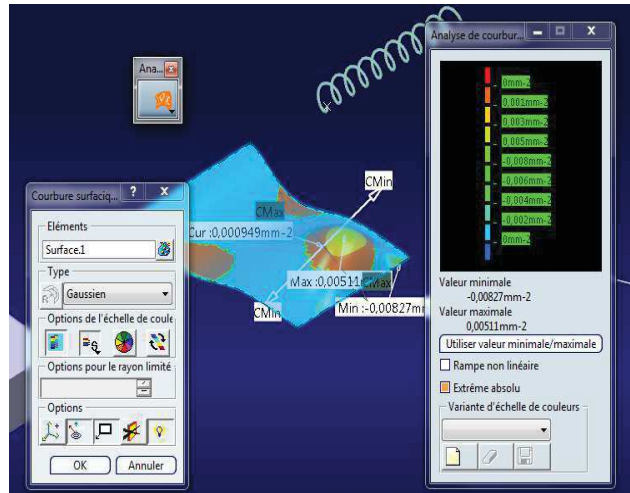 Ana...
Courbure surfaciq...
?
X
Eléments
Surface.1
Type
Gaussien
Options de l'échelle de coule
Options pour le rayon limité
Options
OK
Annuler
CMin
CMax
Cur :0,000949mm-2
Max :0,00511
CMax
CMin
Min :-0,00827mm
Analyse de courbur...
X
0mm-2
0,001mm-2
0,003mm-2
0,005mm-2
-0,008mm-2
-0,006mm-2
-0,004mm-2
-0,002mm-2
0mm-2
Valeur minimale
-0,00827mm-2
Valeur maximale
0,00511mm-2
Utiliser valeur minimale/maximale
Rampe non linéaire
Extrême absolu
Variante d'échelle de couleurs